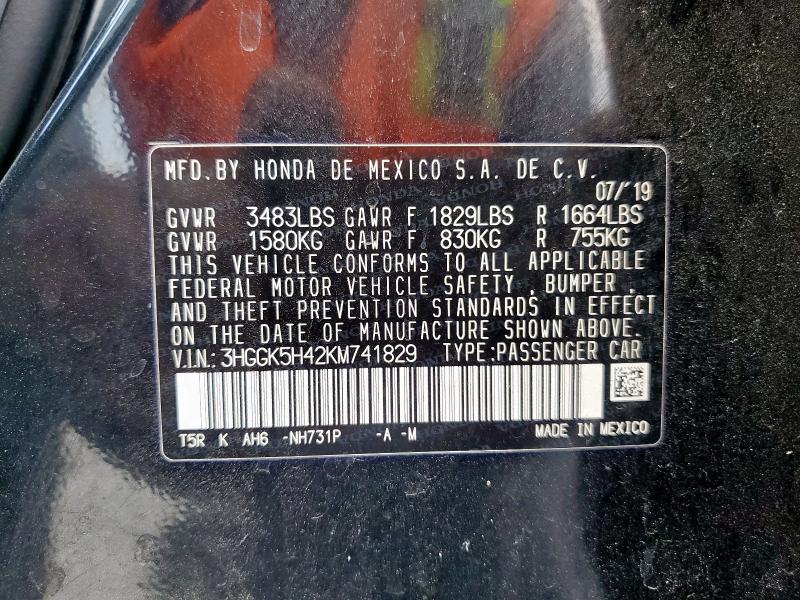 MFD.BY HONDA DE MEXICO S.A. DE C.V.
07/'19
GVWR 3483LBS GAWR F 1829LBS R 1664LBS
GVWR 1580KG GAWR F 830KG R 755KG
THIS VEHICLE CONFORMS TO ALL APPLICABLE
FEDERAL MOTOR VEHICLE SAFETY , BUMPER ,
AND THEFT PREVENTION STANDARDS IN EFFECT
ON THE DATE OF MANUFACTURE SHOWN ABOVE.
V.I.N.:3HGGK5H42KM741829 TYPE:PASSENGER CAR
T5R K AH6 -NH731P -A -M MADE IN MEXICO